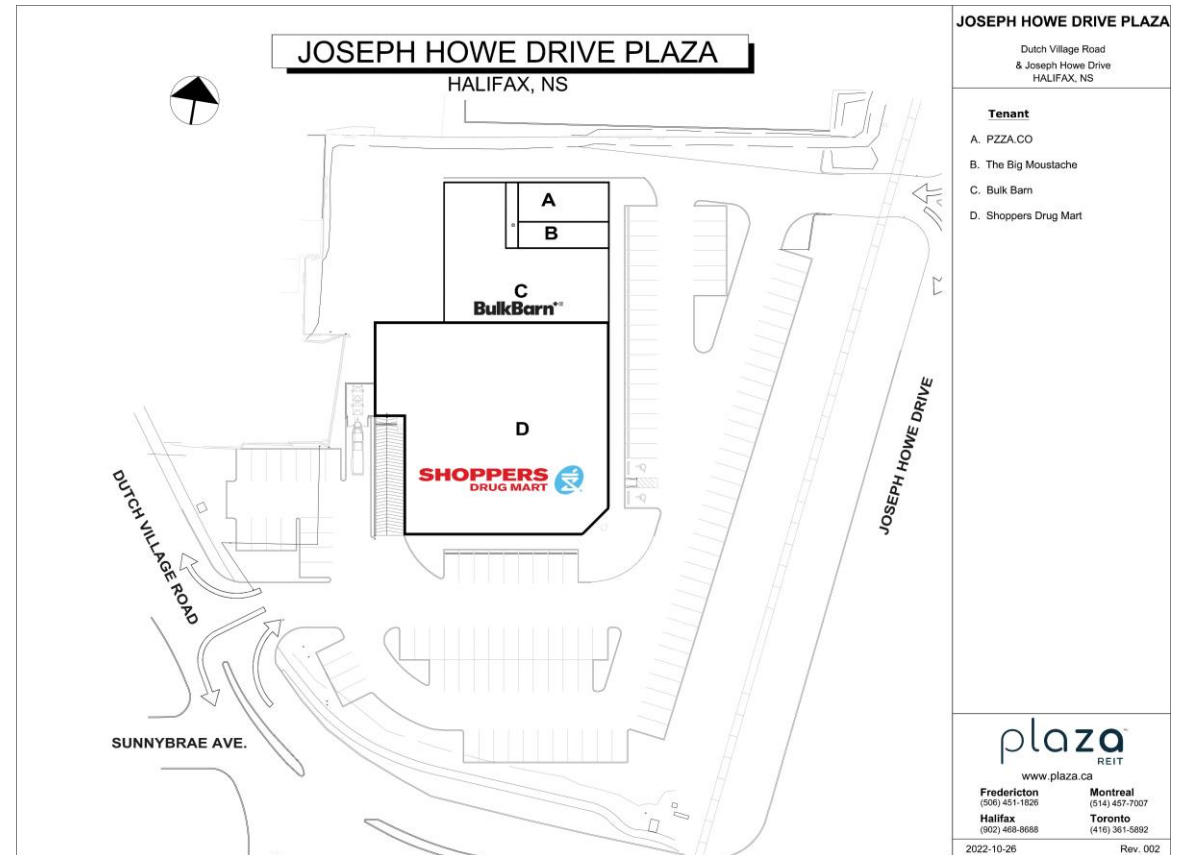 JOSEPH HOWE DRIVE PLAZA
HALIFAX, NS
A
B
C
BulkBarn
D
SHOPPERS
DRUG MART
DUTCH VILLAGE ROAD
JOSEPH HOWE DRIVE
SUNNYBRAE AVE.
JOSEPH HOWE DRIVE PLAZA
Dutch Village Road
& Joseph Howe Drive
HALIFAX, NS
Tenant
A. PZZA.CO
B. The Big Moustache
C. Bulk Barn
D. Shoppers Drug Mart
plaza
REIT
www.plaza.ca
Fredericton Montreal
(506) 451-1826 (514) 457-7007
Halifax Toronto
(902) 468-8688 (416) 361-5892
2022-10-26 Rev. 002